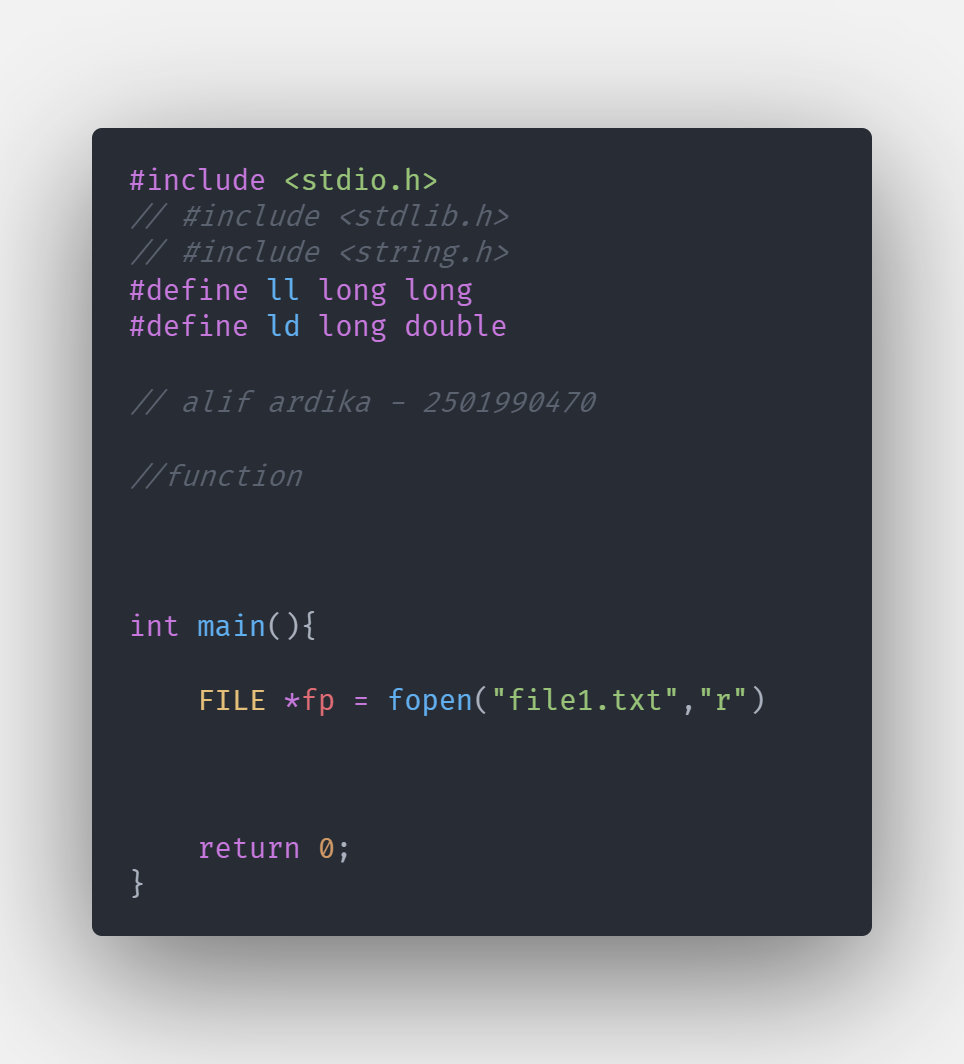 #include <stdio.h>
// #include <stdlib.h>
// #include <string.h>
#define ll long long
#define ld long double
// alif ardika - 2501990470
//function
int main(){
FILE *fp = fopen("file1.txt","r")
return 0;
}